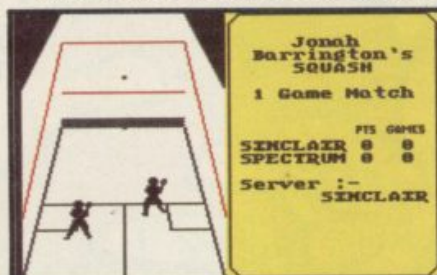 Jonah
Barrington's
SQUASH
1 Game Match
PTS GAMES
SINCLAIR 0 0
SPECTRUM 0 0
Server :-
SINCLAIR